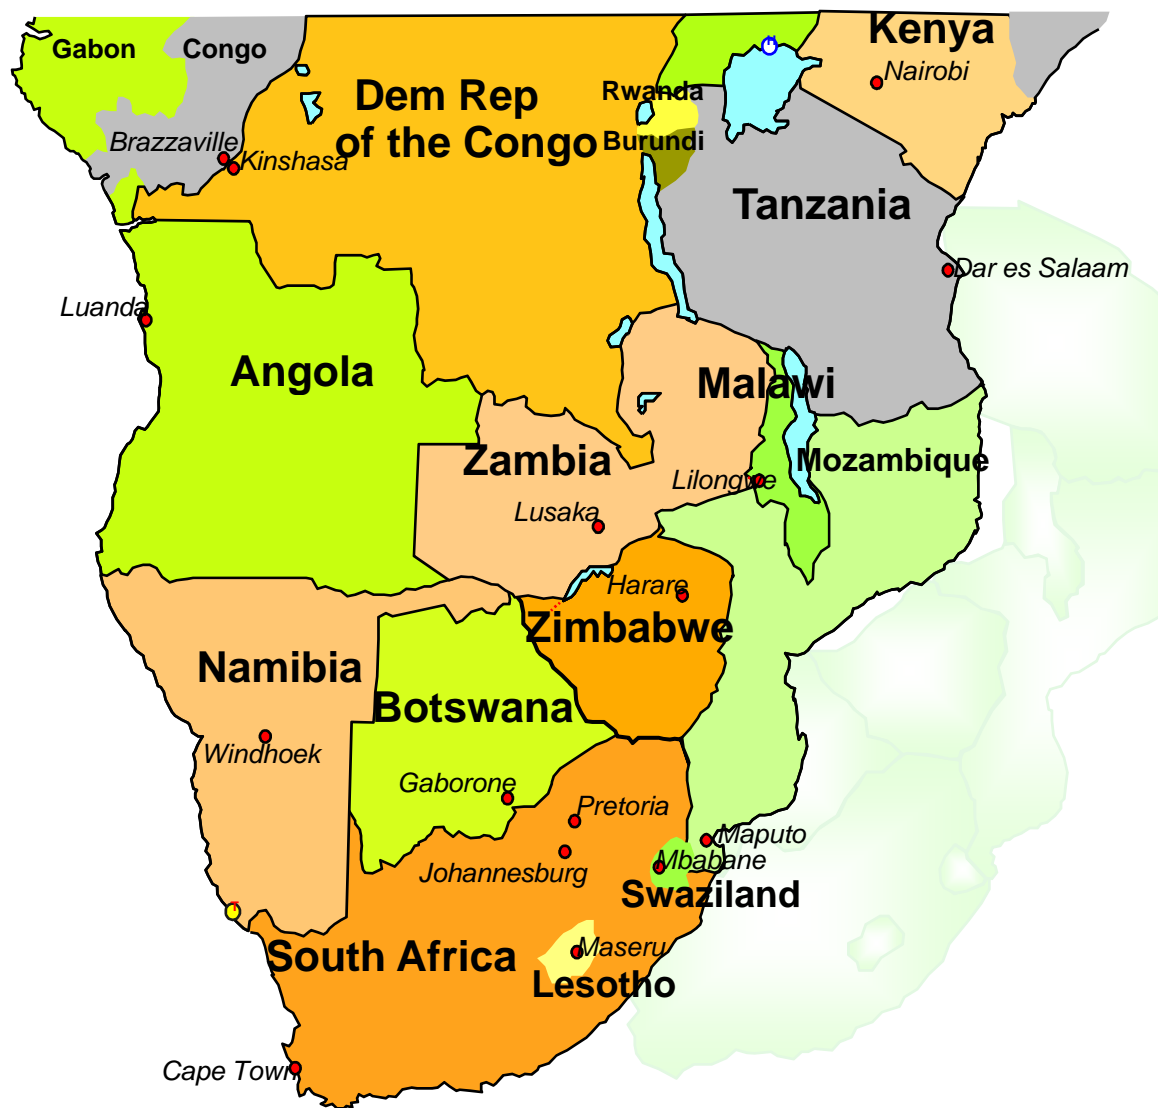 Kenya
Gabon
Congo
Nairobi
Dem Rep
of the Congo
Rwanda
Burundi
Brazzaville
Kinshasa
Tanzania
Dar es Salaam
Luanda
Angola
Malawi
Zambia
Mozambique
Lilongwe
Lusaka
Harare
Zimbabwe
Namibia
Botswana
Windhoek
Gaborone
Pretoria
Maputo
Mbabane
Johannesburg
Swaziland
South Africa
Maseru
Lesotho
Cape Town